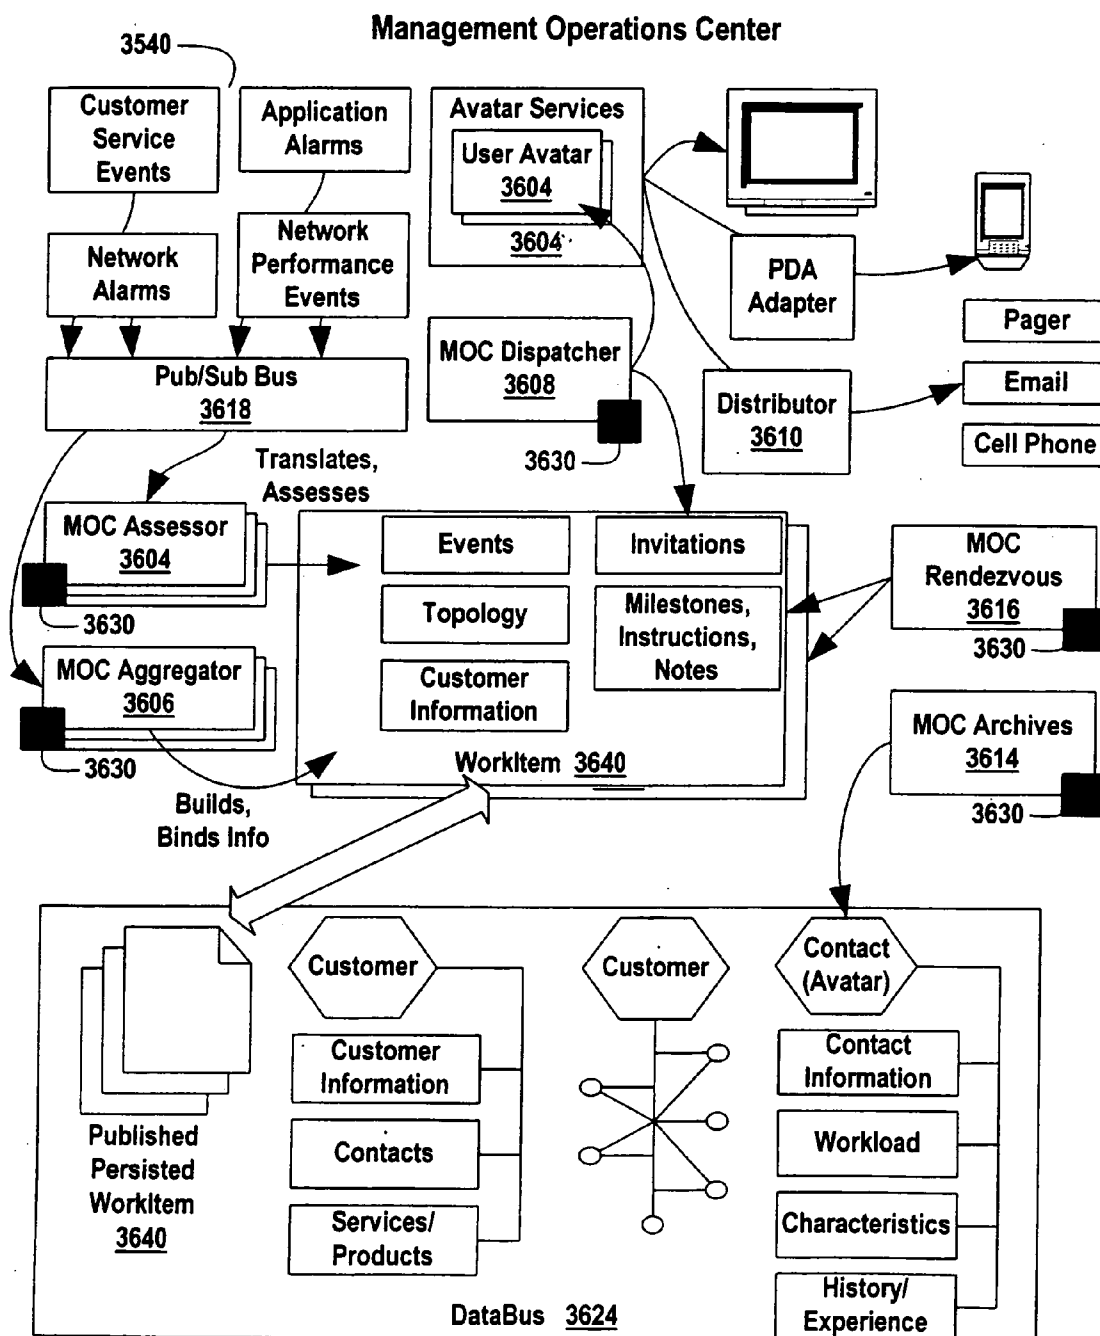 Management Operations Center
3540
Customer
Service
Events
Application
Alarms
Network
Alarms
Network
Performance
Events
Pub/Sub Bus
3618
Avatar Services
User Avatar
3604
3604
PDA
Adapter
MOC Dispatcher
3608
3630
Distributor
3610
Pager
Email
Cell Phone
Translates,
Assesses
MOC Assessor
3604
3630
MOC Aggregator
3606
3630
Builds,
Binds Info
Events
Topology
Customer
Information
Invitations
Milestones,
Instructions,
Notes
WorkItem 3640
MOC
Rendezvous
3616
3630
MOC Archives
3614
3630
Published
Persisted
WorkItem
3640
Customer
Customer
Information
Contacts
Services/
Products
Customer
Contact
(Avatar)
Contact
Information
Workload
Characteristics
History/
Experience
DataBus 3624